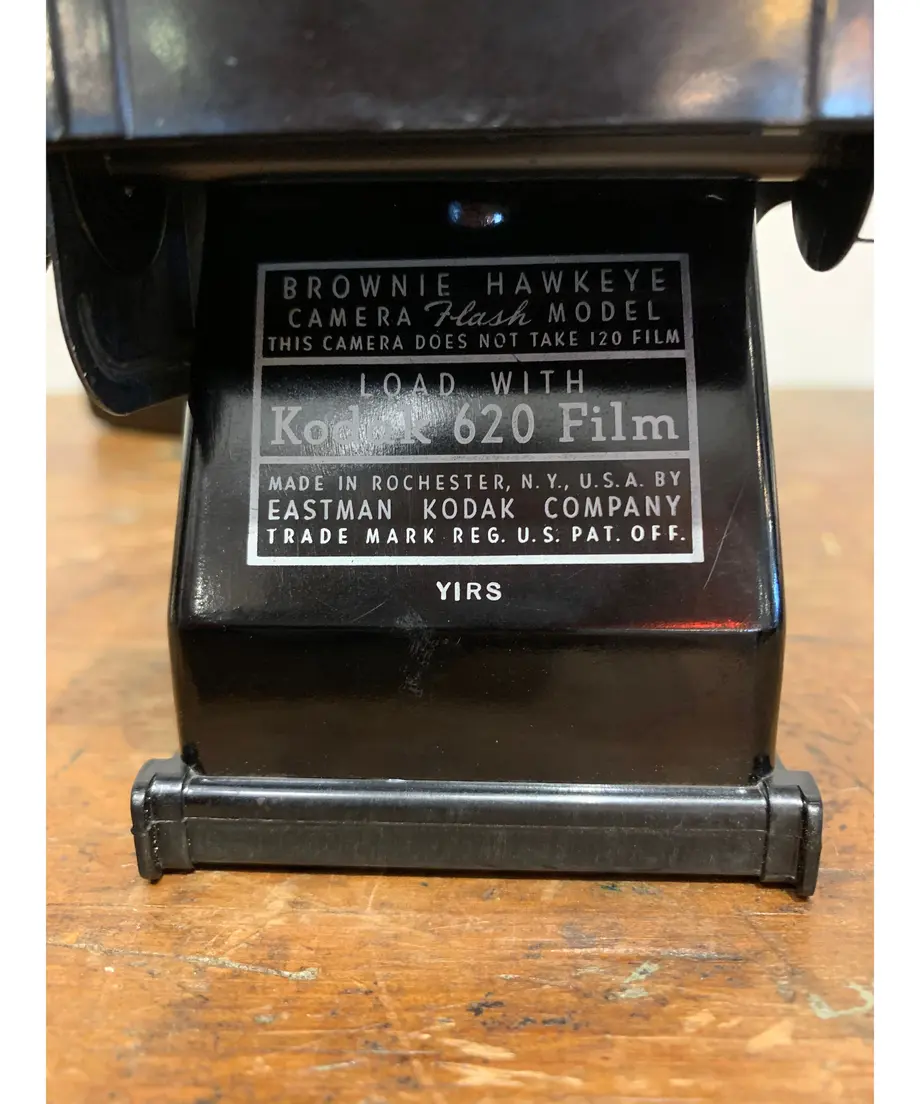 BROWNIE HAWKEYE
CAMERA Flash MODEL
THIS CAMERA DOES NOT TAKE 120 FILM
LOAD WITH
Kodak 620 Film
MADE IN ROCHESTER, N.Y., U.S.A. BY
EASTMAN KODAK COMPANY
TRADE MARK REG. U.S. PAT. OFF.
YIRS